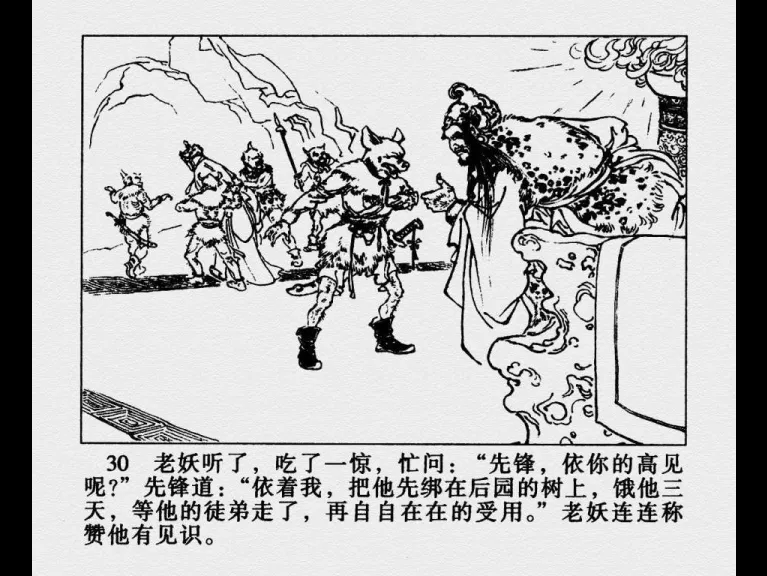 30 老妖听了，吃了一惊，忙问：“先锋，依你的高见
呢?”先锋道：“依着我，把他先绑在后园的树上，饿他三
天，等他的徒弟走了，再自自在在的受用。”老妖连连称
赞他有见识。